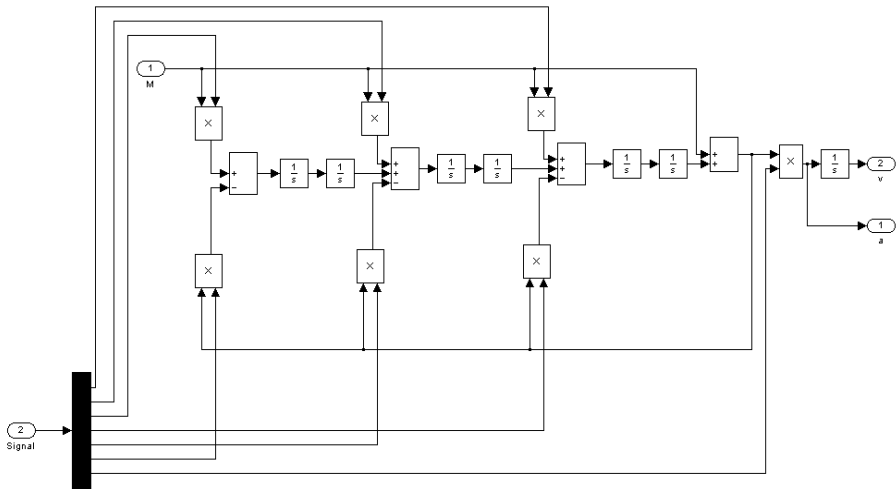 1
M
×
×
×
+
−
1/s
1/s
+
+
−
1/s
1/s
+
+
−
1/s
1/s
+
+
×
1/s
2
v
1
a
×
×
×
2
Signal